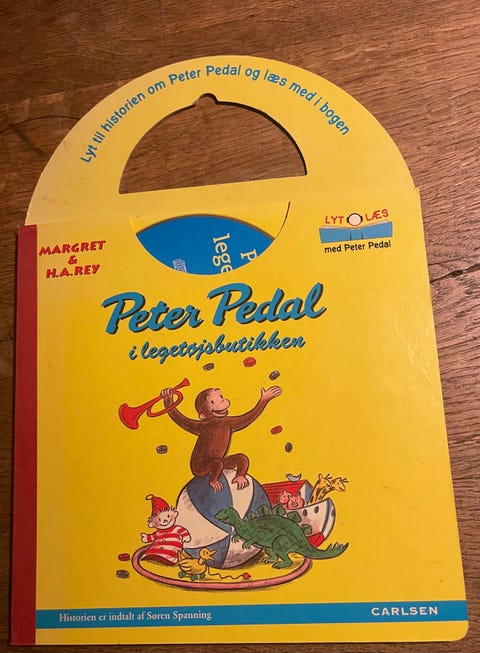 Lyt til historien om Peter Pedal og læs med i bogen
LYT LÆS
med Peter Pedal
MARGRET
&
H.A.REY
Peter Pedal
i legetøjsbutikken
Historien er indtalt af Søren Spanning
CARLSEN